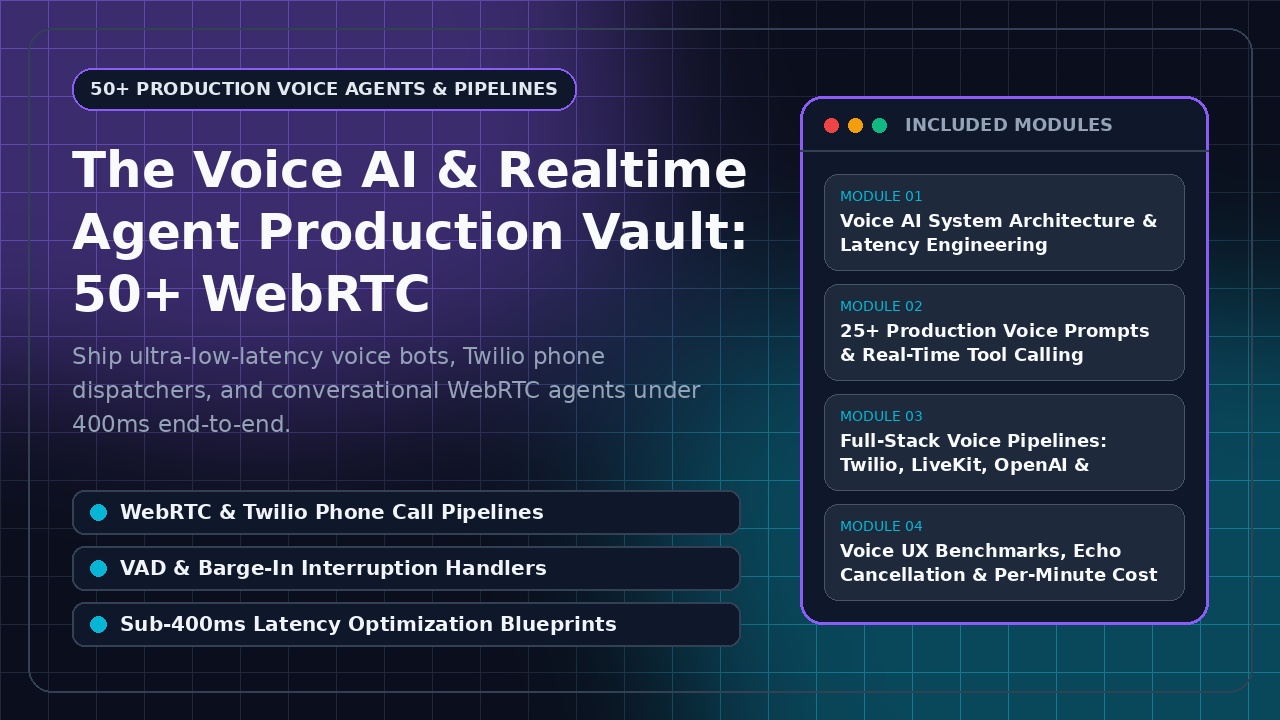 50+ PRODUCTION VOICE AGENTS & PIPELINES
The Voice AI & Realtime
Agent Production Vault:
50+ WebRTC
Ship ultra-low-latency voice bots, Twilio phone
dispatchers, and conversational WebRTC agents under
400ms end-to-end.
WebRTC & Twilio Phone Call Pipelines
VAD & Barge-In Interruption Handlers
Sub-400ms Latency Optimization Blueprints
INCLUDED MODULES
MODULE 01
Voice AI System Architecture &
Latency Engineering
MODULE 02
25+ Production Voice Prompts
& Real-Time Tool Calling
MODULE 03
Full-Stack Voice Pipelines:
Twilio, LiveKit, OpenAI &
MODULE 04
Voice UX Benchmarks, Echo
Cancellation & Per-Minute Cost